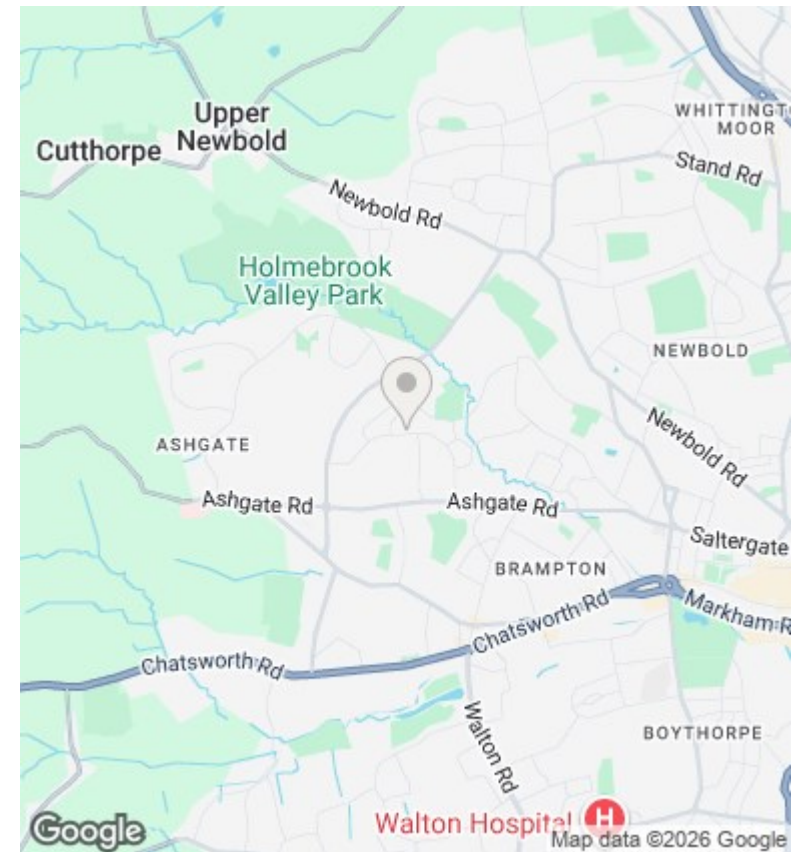 WHITTINGT
MOOR
Upper
Newbold
Cutthorpe
Stand Rd
Newbold Rd
Holmebrook
Valley Park
NEWBOLD
Newbold Rd
ASHGATE
Ashgate Rd
Ashgate Rd
Saltergate
BRAMPTON
Markham R
Chatsworth Rd
Chatsworth Rd
Walton Rd
BOYTHORPE
Walton Hospital
H
Google
Map data ©2026 Google